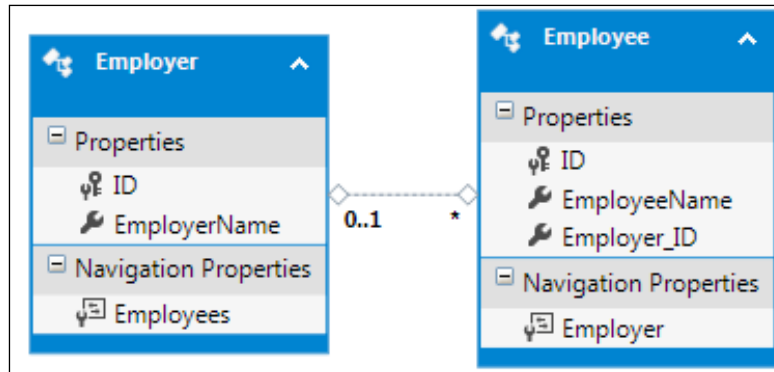 Employer
Properties
ID
EmployerName
Navigation Properties
Employees
0..1
*
Employee
Properties
ID
EmployeeName
Employer_ID
Navigation Properties
Employer